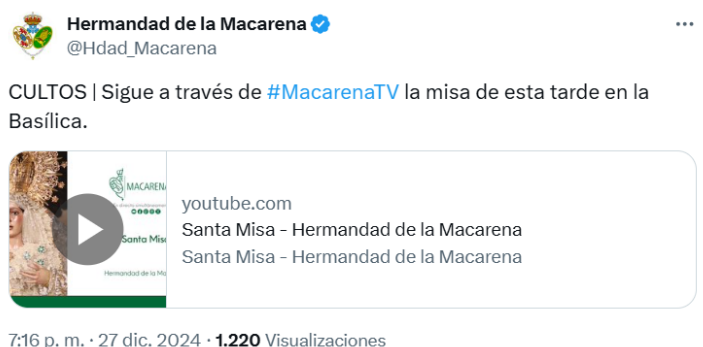 Hermandad de la Macarena
@Hdad_Macarena
CULTOS | Sigue a través de #MacarenaTV la misa de esta tarde en la
Basílica.
MACAREN
Santa Mis
Hermandad de la Ma
youtube.com
Santa Misa - Hermandad de la Macarena
Santa Misa - Hermandad de la Macarena
7:16 p. m. · 27 dic. 2024 · 1.220 Visualizaciones